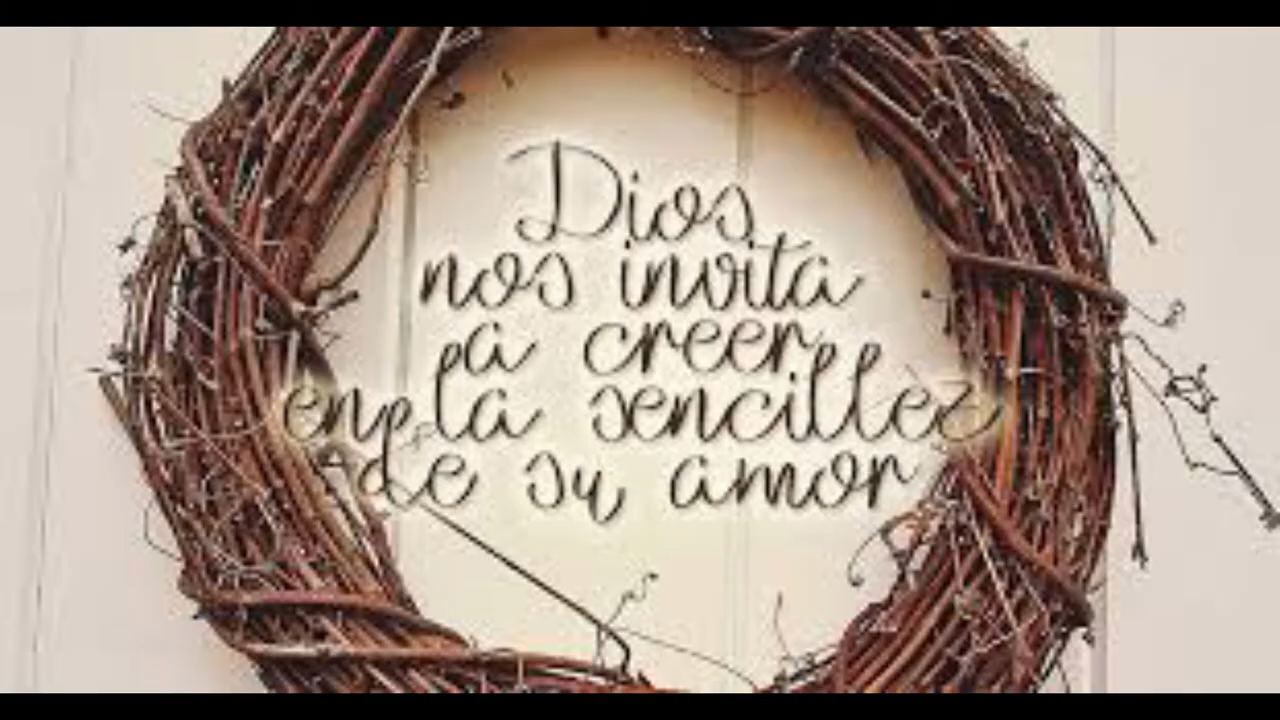 Dios
nos invita
a creer
en la sencillez
de su amor